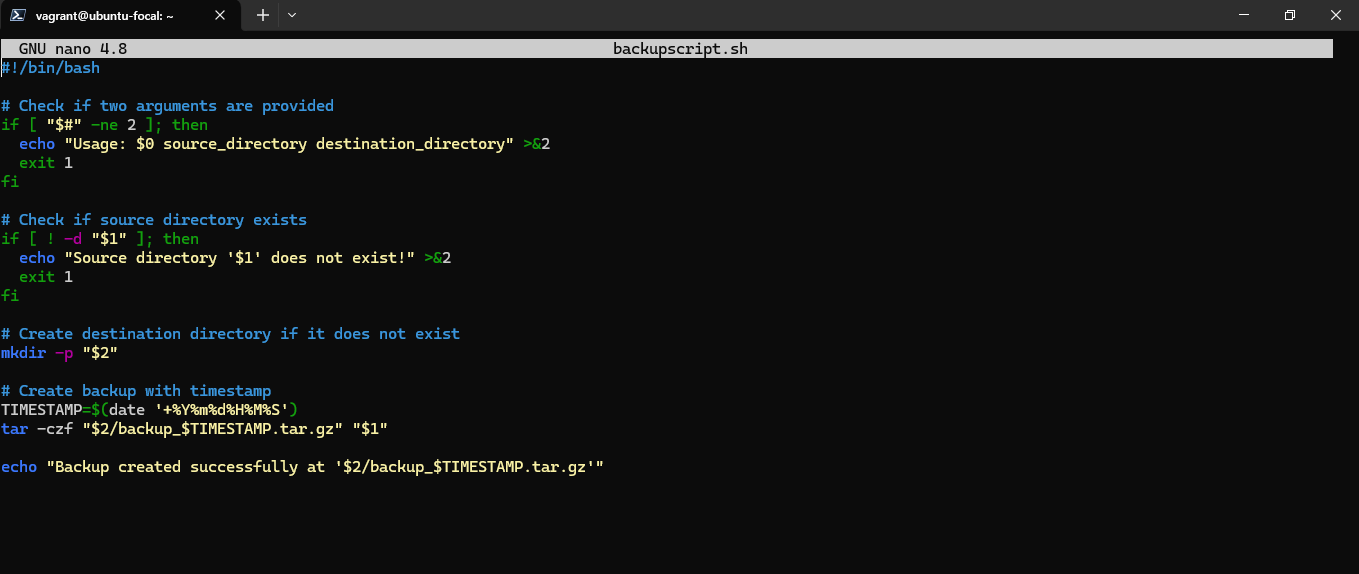 vagrant@ubuntu-focal: ~
GNU nano 4.8 backupscript.sh
#!/bin/bash

# Check if two arguments are provided
if [ "$#" -ne 2 ]; then
  echo "Usage: $0 source_directory destination_directory" >&2
  exit 1
fi

# Check if source directory exists
if [ ! -d "$1" ]; then
  echo "Source directory '$1' does not exist!" >&2
  exit 1
fi

# Create destination directory if it does not exist
mkdir -p "$2"

# Create backup with timestamp
TIMESTAMP=$(date '+%Y%m%d%H%M%S')
tar -czf "$2/backup_$TIMESTAMP.tar.gz" "$1"

echo "Backup created successfully at '$2/backup_$TIMESTAMP.tar.gz'"